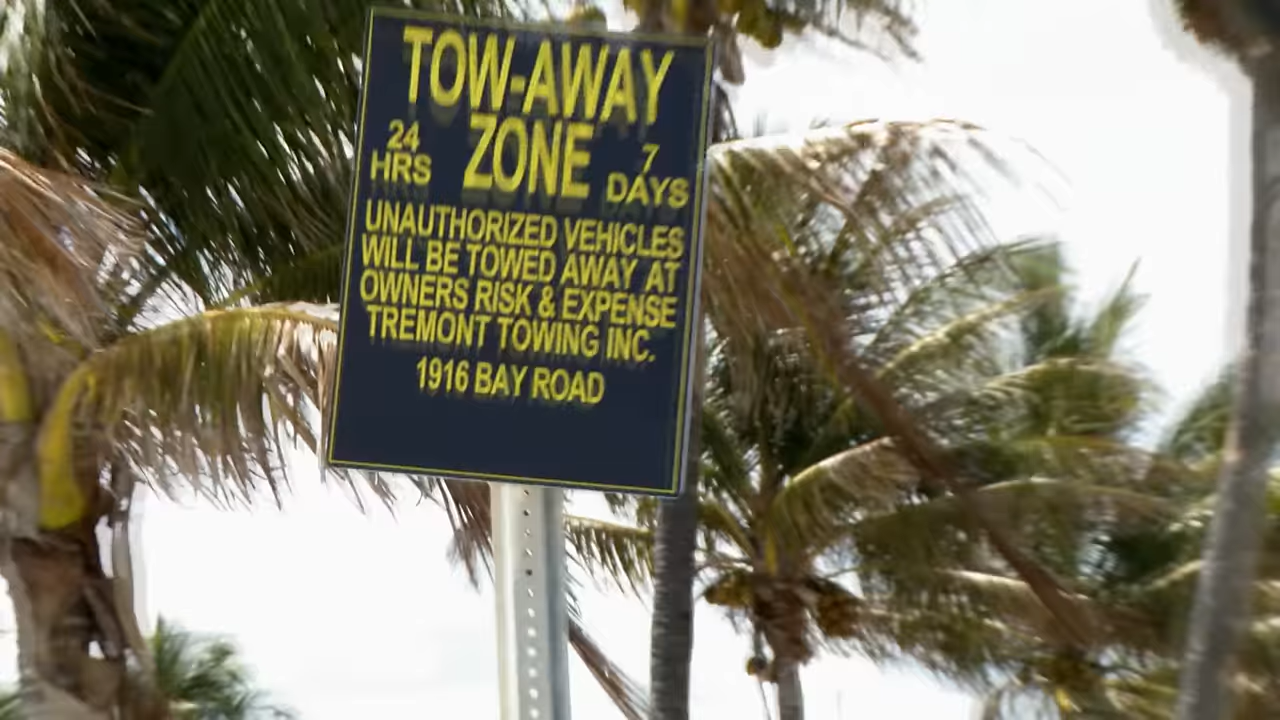 TOW-AWAY
24 HRS ZONE 7 DAYS
UNAUTHORIZED VEHICLES
WILL BE TOWED AWAY AT
OWNERS RISK & EXPENSE
TREMONT TOWING INC.
1916 BAY ROAD